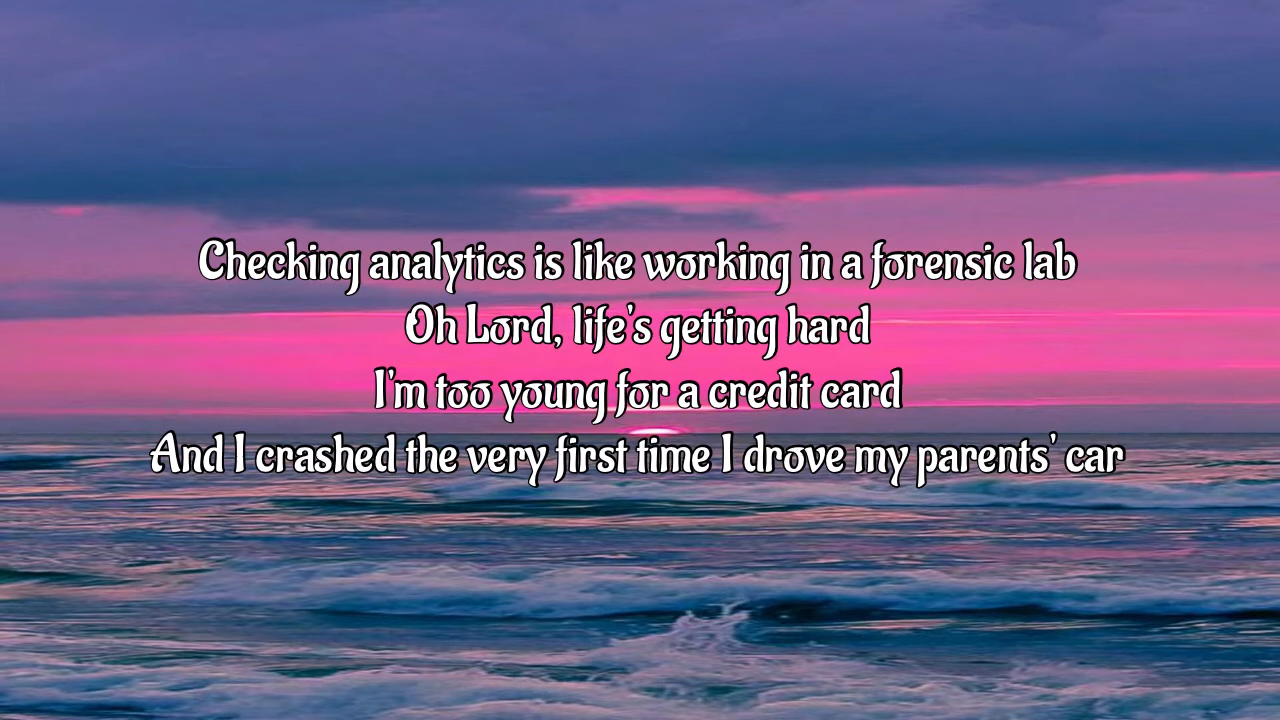 Checking analytics is like working in a forensic lab
Oh Lord, life's getting hard
I'm too young for a credit card
And I crashed the very first time I drove my parents' car